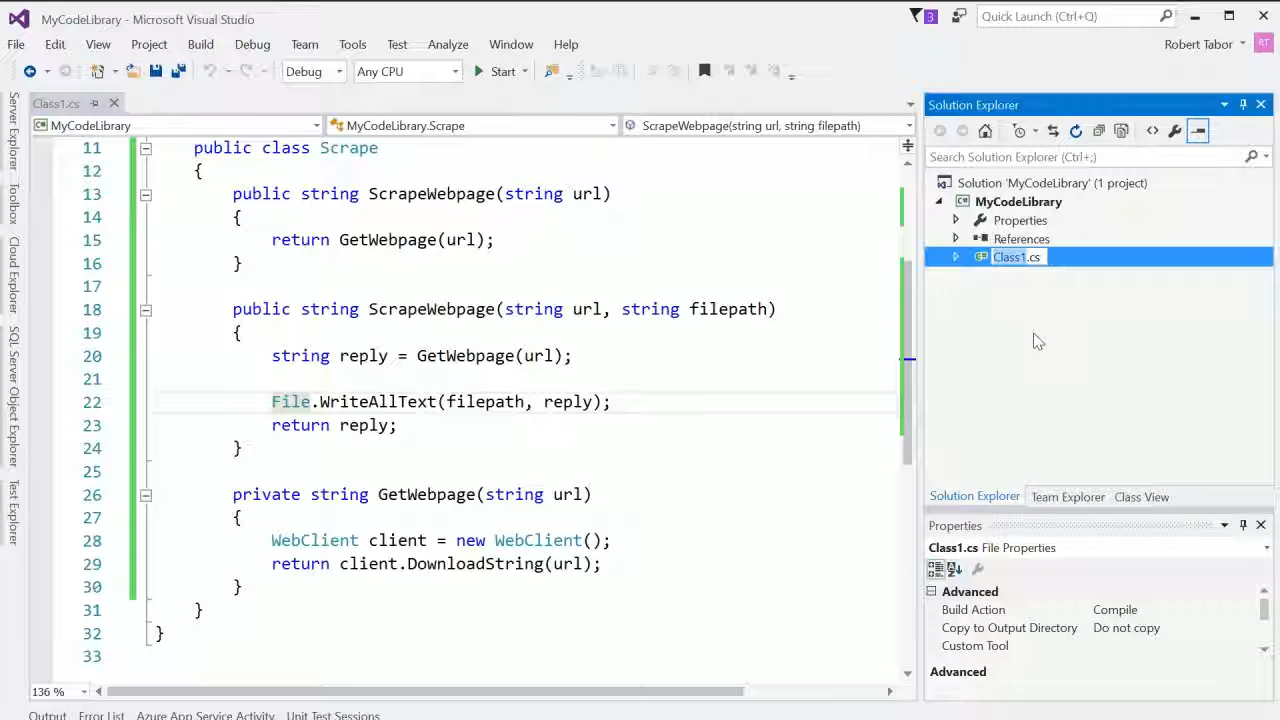 MyCodeLibrary - Microsoft Visual Studio
3
Quick Launch (Ctrl+Q)
File Edit View Project Build Debug Team Tools Test Analyze Window Help
Robert Tabor
RT
Debug
Any CPU
Start
Server Explorer
Toolbox
Cloud Explorer
SQL Server Object Explorer
Test Explorer
Class1.cs
MyCodeLibrary
MyCodeLibrary.Scrape
ScrapeWebpage(string url, string filepath)
11 public class Scrape
12 {
13 public string ScrapeWebpage(string url)
14 {
15 return GetWebpage(url);
16 }
17
18 public string ScrapeWebpage(string url, string filepath)
19 {
20 string reply = GetWebpage(url);
21
22 File.WriteAllText(filepath, reply);
23 return reply;
24 }
25
26 private string GetWebpage(string url)
27 {
28 WebClient client = new WebClient();
29 return client.DownloadString(url);
30 }
31 }
32 }
33
136 %
Output Error List Azure App Service Activity Unit Test Sessions
Solution Explorer
Search Solution Explorer (Ctrl+;)
Solution 'MyCodeLibrary' (1 project)
MyCodeLibrary
Properties
References
Class1.cs
Solution Explorer Team Explorer Class View
Properties
Class1.cs File Properties
Advanced
Build Action Compile
Copy to Output Directory Do not copy
Custom Tool
Advanced